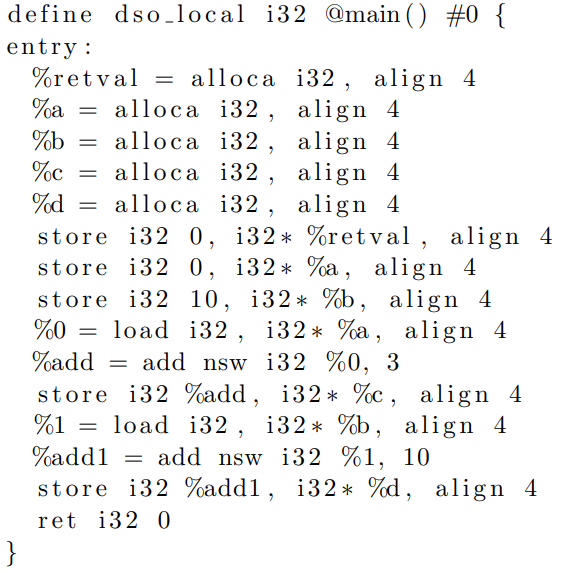 define dso_local i32 @main() #0 {
entry:
%retval = alloca i32, align 4
%a = alloca i32, align 4
%b = alloca i32, align 4
%c = alloca i32, align 4
%d = alloca i32, align 4
store i32 0, i32* %retval, align 4
store i32 0, i32* %a, align 4
store i32 10, i32* %b, align 4
%0 = load i32, i32* %a, align 4
%add = add nsw i32 %0, 3
store i32 %add, i32* %c, align 4
%1 = load i32, i32* %b, align 4
%add1 = add nsw i32 %1, 10
store i32 %add1, i32* %d, align 4
ret i32 0
}